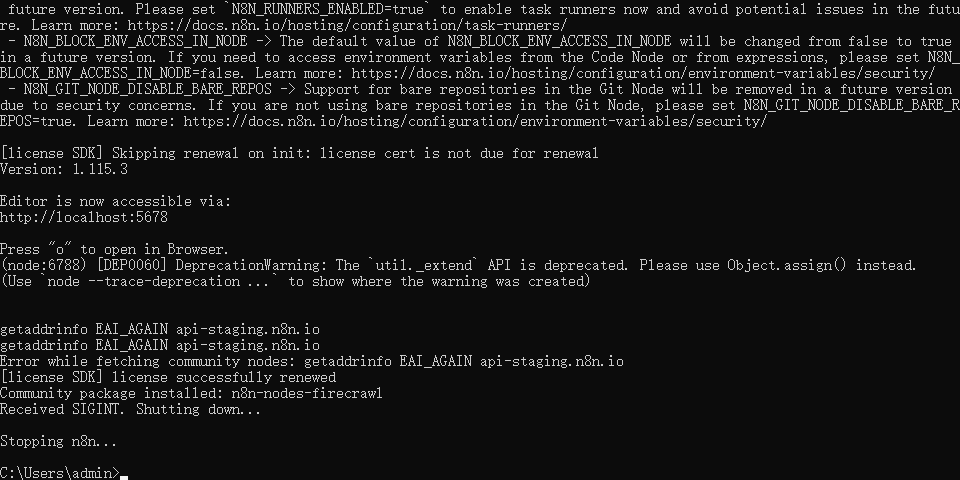 future version. Please set `N8N_RUNNERS_ENABLED=true` to enable task runners now and avoid potential issues in the futu
re. Learn more: https://docs.n8n.io/hosting/configuration/task-runners/
 - N8N_BLOCK_ENV_ACCESS_IN_NODE -> The default value of N8N_BLOCK_ENV_ACCESS_IN_NODE will be changed from false to true
in a future version. If you need to access environment variables from the Code Node or from expressions, please set N8N_
BLOCK_ENV_ACCESS_IN_NODE=false. Learn more: https://docs.n8n.io/hosting/configuration/environment-variables/security/
 - N8N_GIT_NODE_DISABLE_BARE_REPOS -> Support for bare repositories in the Git Node will be removed in a future version
due to security concerns. If you are not using bare repositories in the Git Node, please set N8N_GIT_NODE_DISABLE_BARE_R
EPOS=true. Learn more: https://docs.n8n.io/hosting/configuration/environment-variables/security/
[license SDK] Skipping renewal on init: license cert is not due for renewal
Version: 1.115.3
Editor is now accessible via:
http://localhost:5678
Press "o" to open in Browser.
(node:6788) [DEP0060] DeprecationWarning: The `util._extend` API is deprecated. Please use Object.assign() instead.
(Use `node --trace-deprecation ...` to show where the warning was created)
getaddrinfo EAI_AGAIN api-staging.n8n.io
getaddrinfo EAI_AGAIN api-staging.n8n.io
Error while fetching community nodes: getaddrinfo EAI_AGAIN api-staging.n8n.io
[license SDK] license successfully renewed
Community package installed: n8n-nodes-firecrawl
Received SIGINT. Shutting down...
Stopping n8n...
C:\Users\admin>